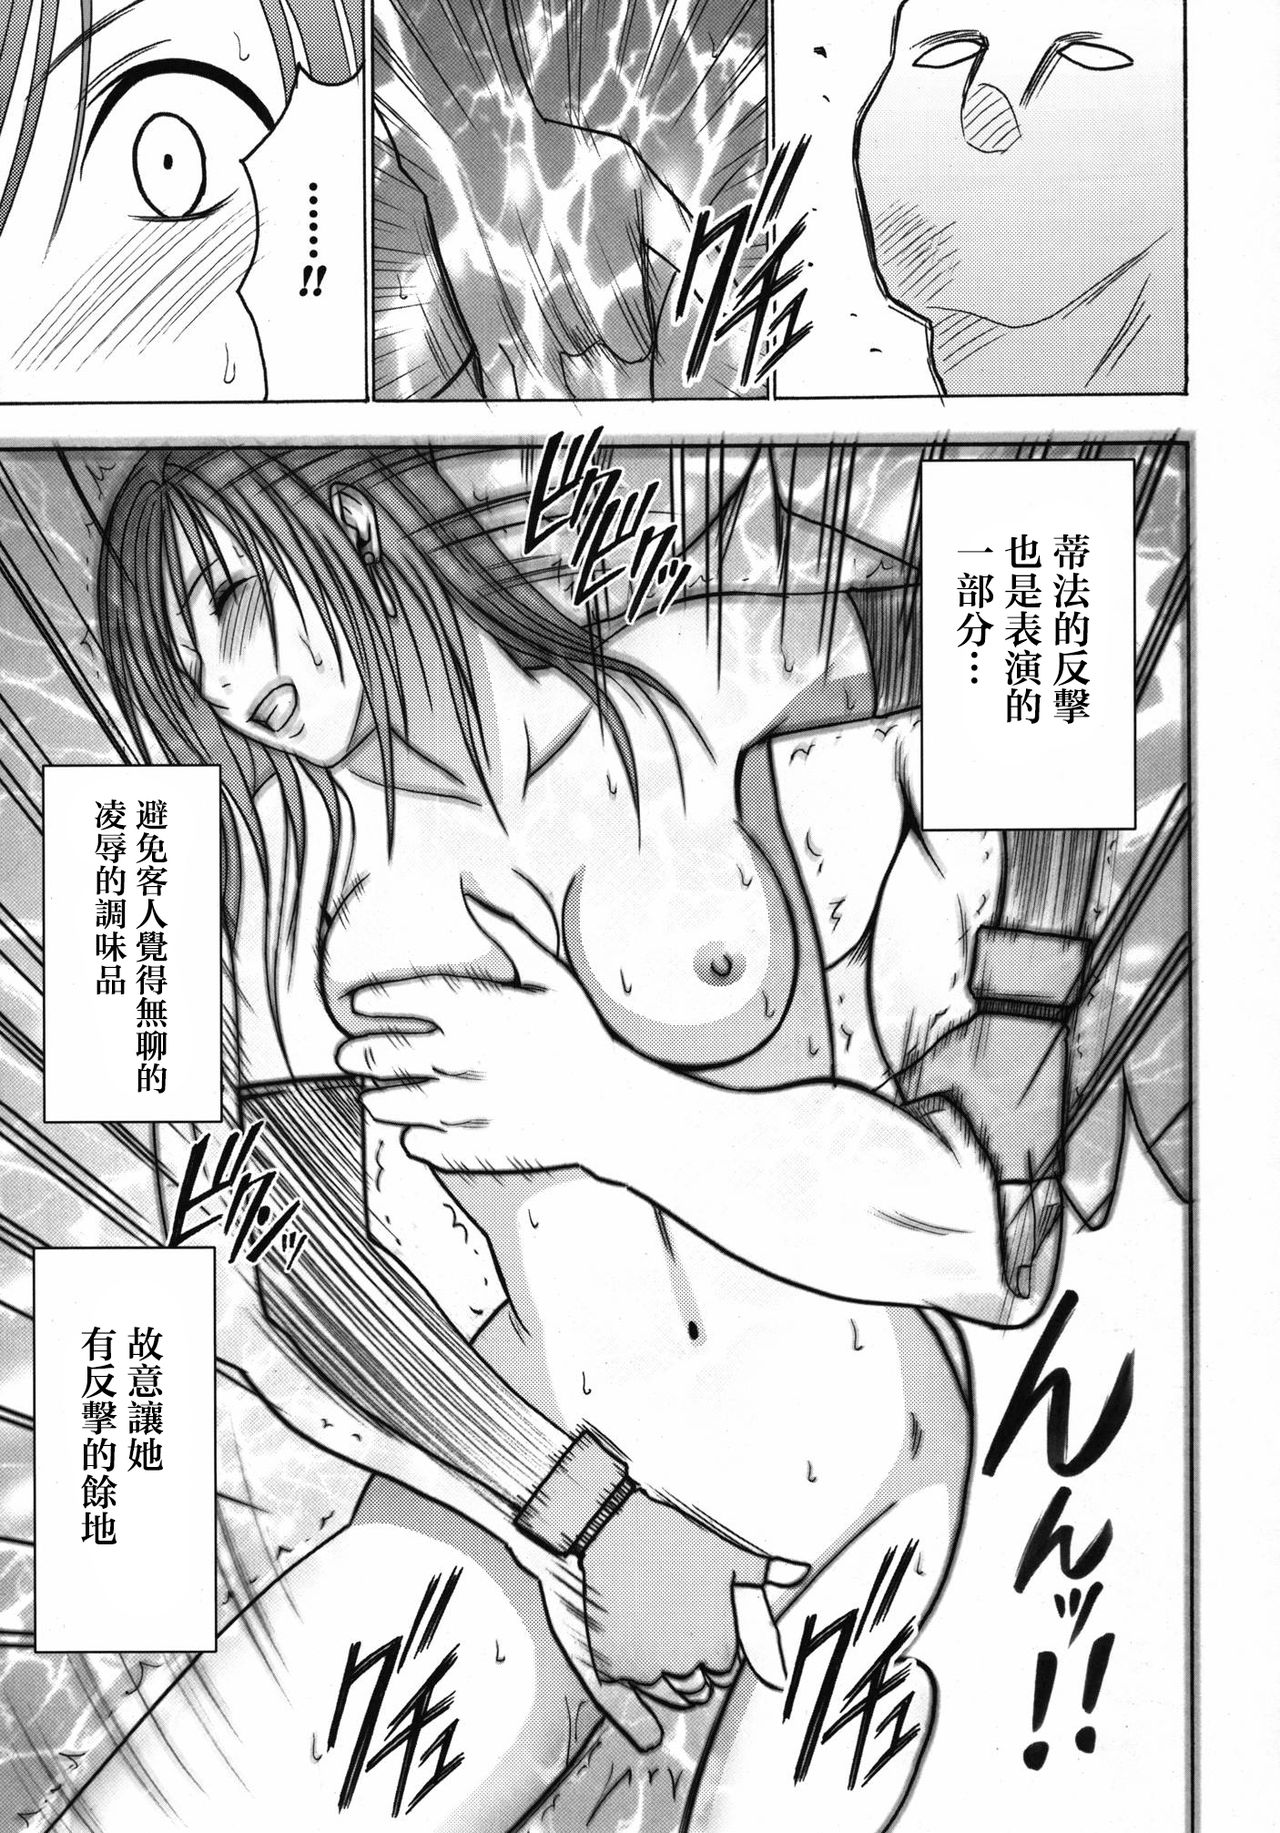 グチュ
……!!
蒂法的反擊
也是表演的
一部分…
ビクビクッ
避免客人覺得無聊的
凌辱的調味品
ビクンッ
故意讓她
有反擊的餘地
んんんッ!!
グチュ
グチュ